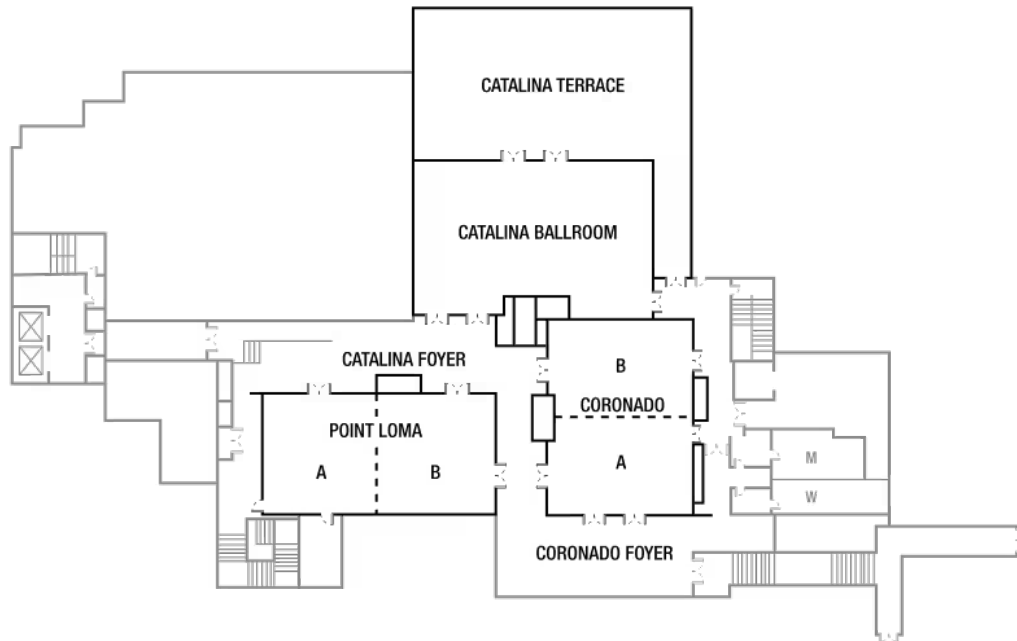 CATALINA TERRACE
CATALINA BALLROOM
CATALINA FOYER
B
CORONADO
POINT LOMA
A
B
A
M
W
CORONADO FOYER